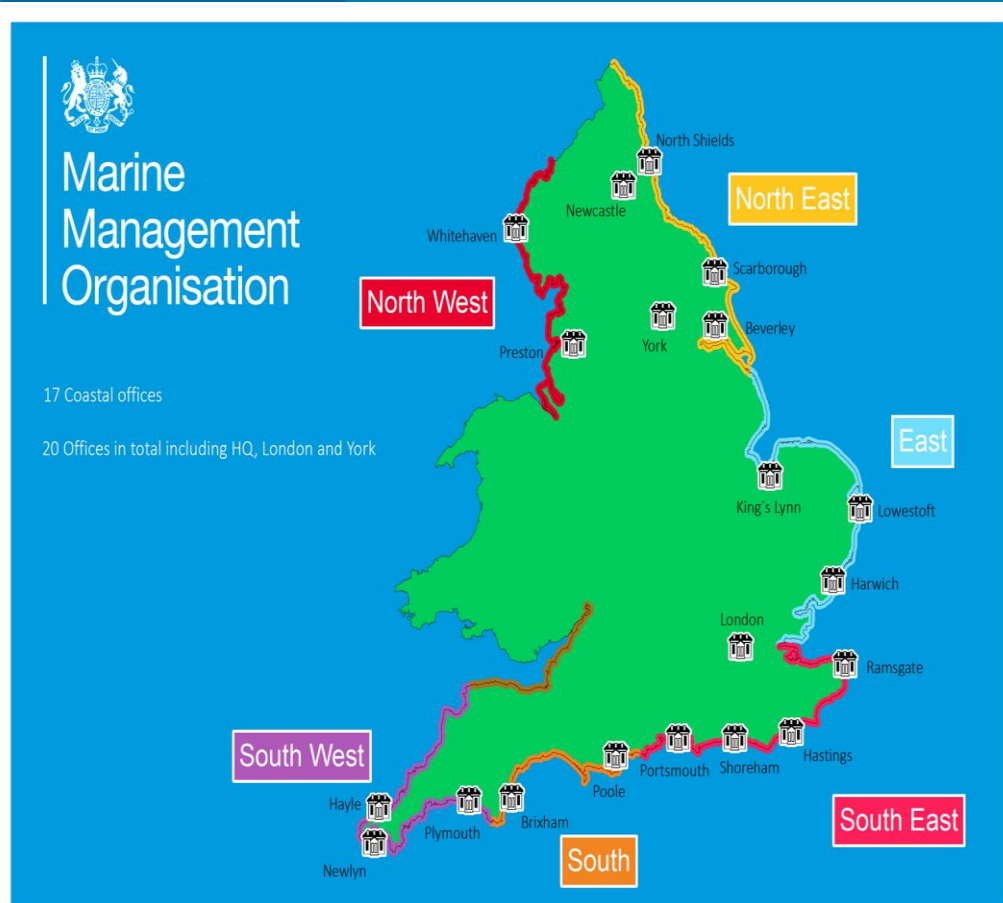 Marine
Management
Organisation
17 Coastal offices
20 Offices in total including HQ, London and York
North Shields
Newcastle
North East
Whitehaven
Scarborough
North West
Beverley
York
Preston
East
King's Lynn
Lowestoft
Harwich
London
Ramsgate
South West
Hastings
Portsmouth
Shoreham
Poole
Hayle
Plymouth
Brixham
South East
Newlyn
South